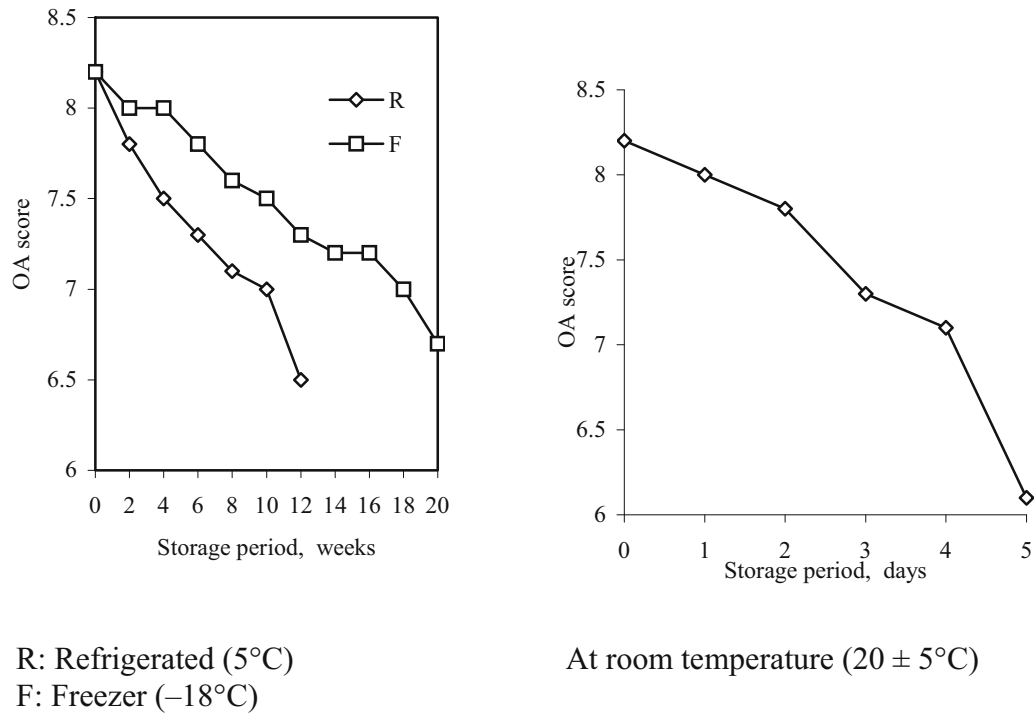 8.5
8
7.5
7
6.5
6
OA score
R
F
0 2 4 6 8 10 12 14 16 18 20
Storage period, weeks
R: Refrigerated (5°C)
F: Freezer (–18°C)
8.5
8
7.5
7
6.5
6
OA score
0 1 2 3 4 5
Storage period, days
At room temperature (20 ± 5°C)